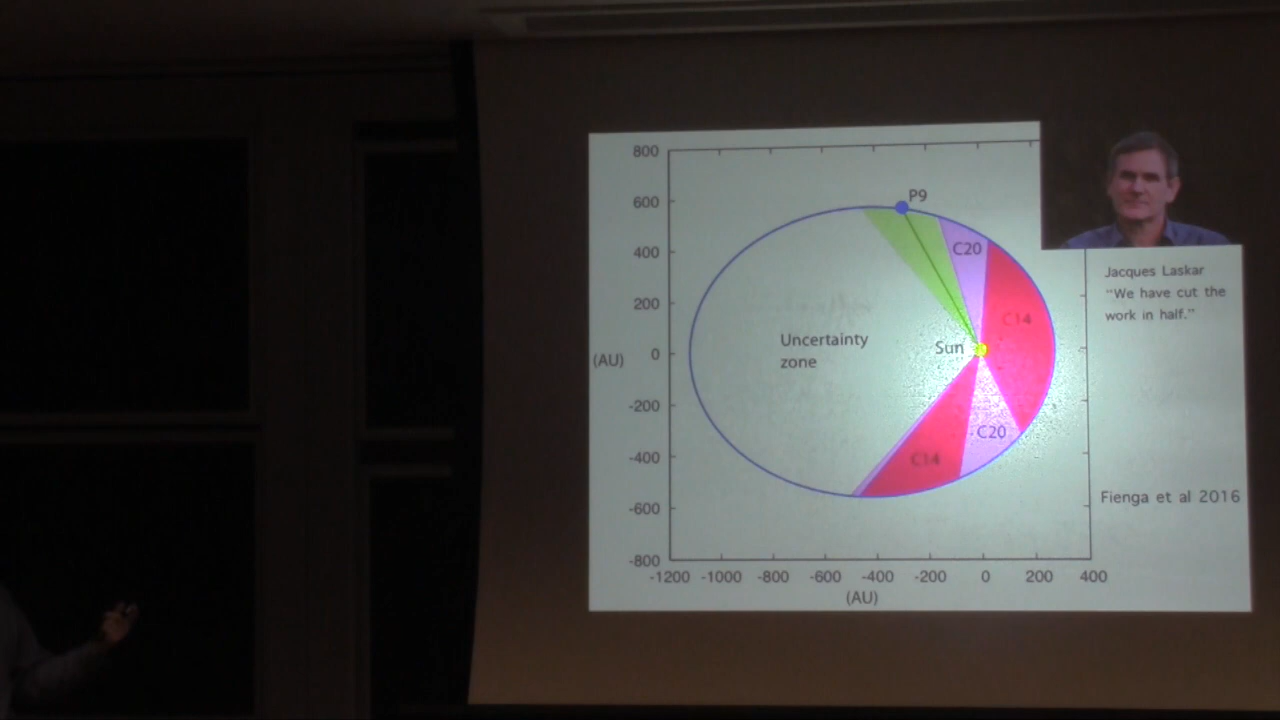 800
600
400
200
0
-200
-400
-600
-800
(AU)
-1200 -1000 -800 -600 -400 -200 0 200 400
(AU)
P9
C20
C14
Sun
Uncertainty
zone
C20
C14
Jacques Laskar
"We have cut the
work in half."
Fienga et al 2016